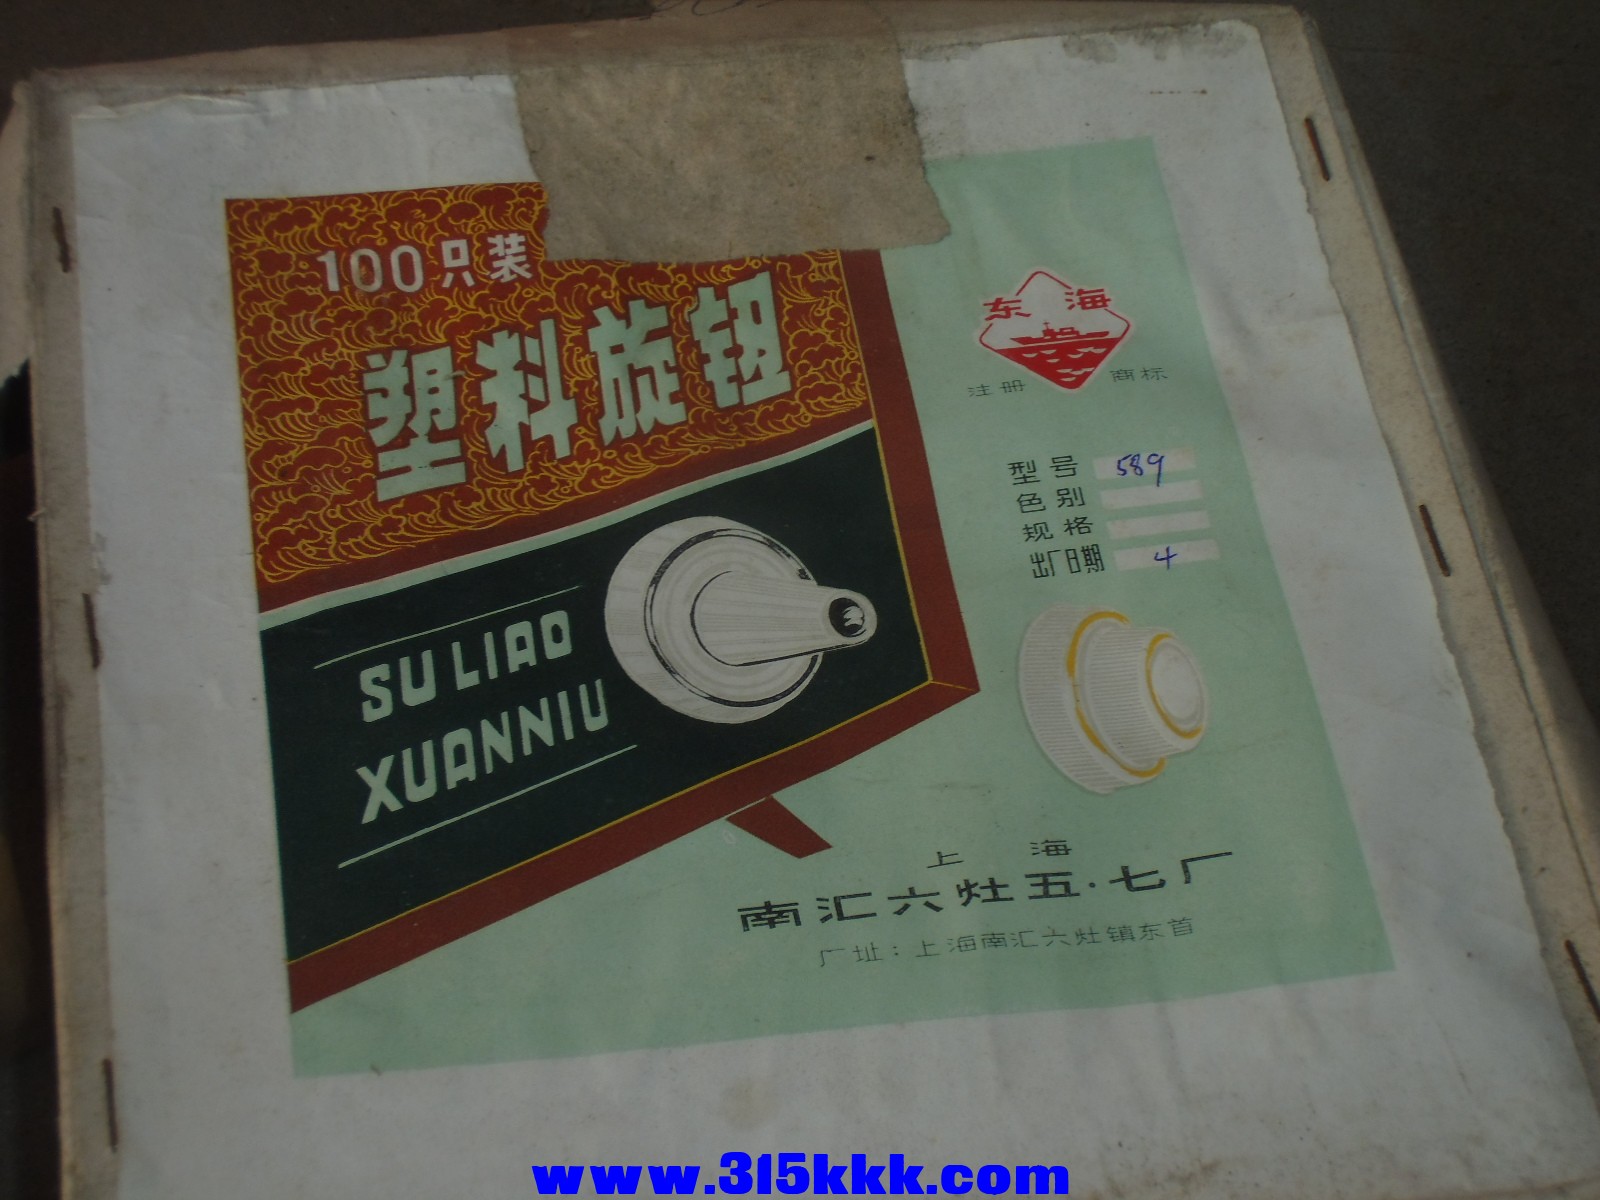 100只装
塑料旋钮
SULIAO
XUANNIU
东海
注册 商标
型号 589
色别
规格
出厂日期 4
上海
南汇六灶五·七厂
厂址：上海南汇六灶镇东首
www.315kkk.com